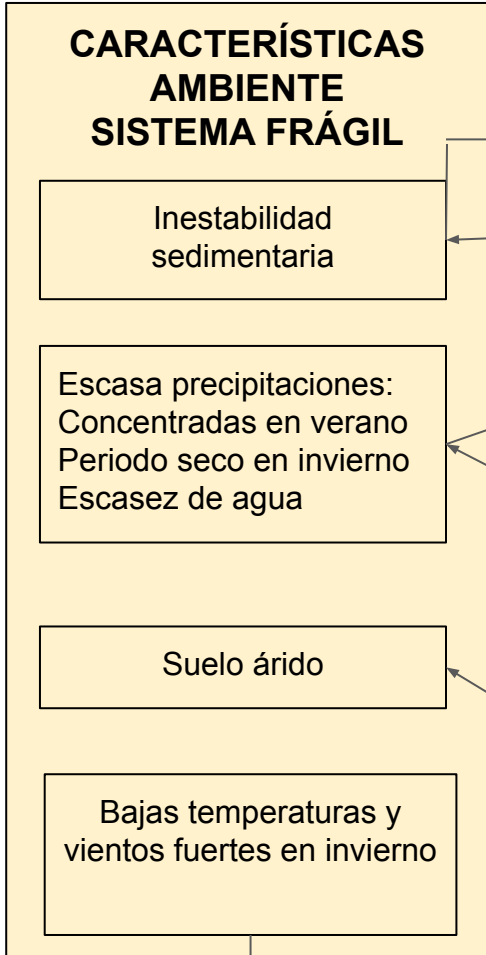 CARACTERÍSTICAS
AMBIENTE
SISTEMA FRÁGIL
Inestabilidad
sedimentaria
Escasa precipitaciones:
Concentradas en verano
Periodo seco en invierno
Escasez de agua
Suelo árido
Bajas temperaturas y
vientos fuertes en invierno